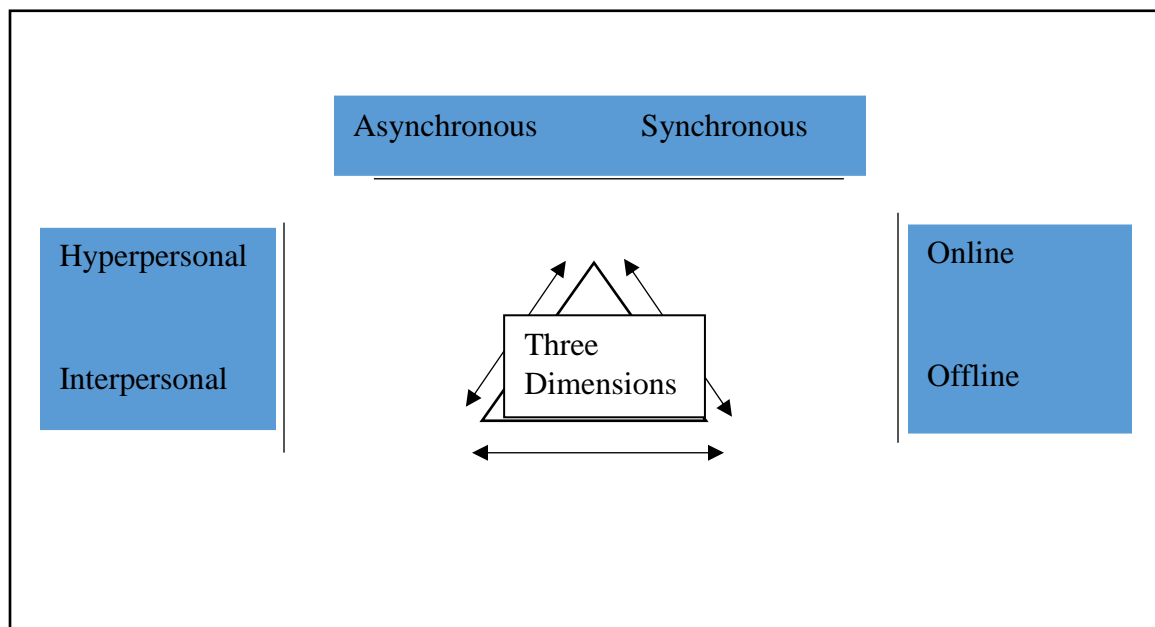 Asynchronous Synchronous
Hyperpersonal
Interpersonal
Three
Dimensions
Online
Offline